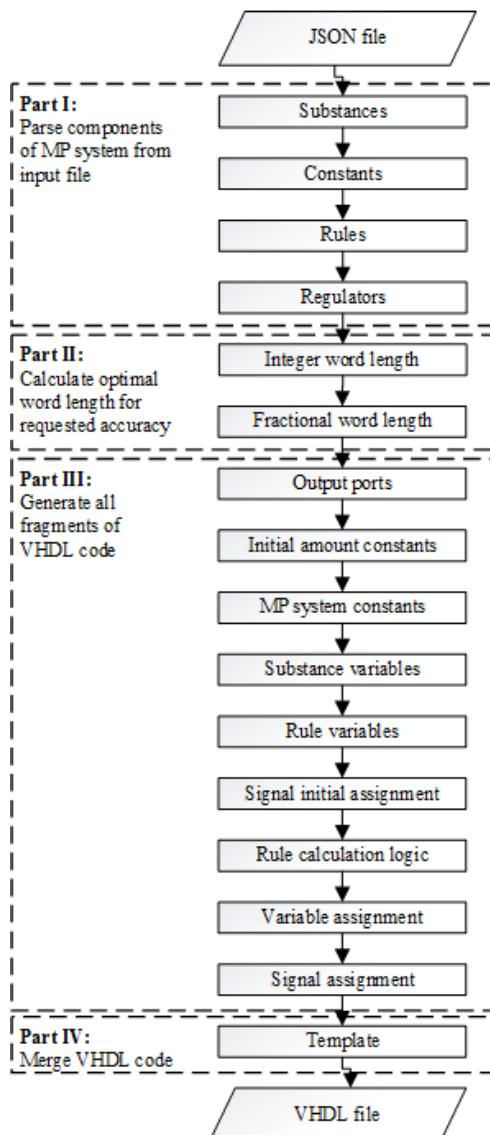 JSON file
Part I:
Parse components
of MP system from
input file
Substances
Constants
Rules
Regulators
Part II:
Calculate optimal
word length for
requested accuracy
Integer word length
Fractional word length
Part III:
Generate all
fragments of
VHDL code
Output ports
Initial amount constants
MP system constants
Substance variables
Rule variables
Signal initial assignment
Rule calculation logic
Variable assignment
Signal assignment
Part IV:
Merge VHDL code
Template
VHDL file